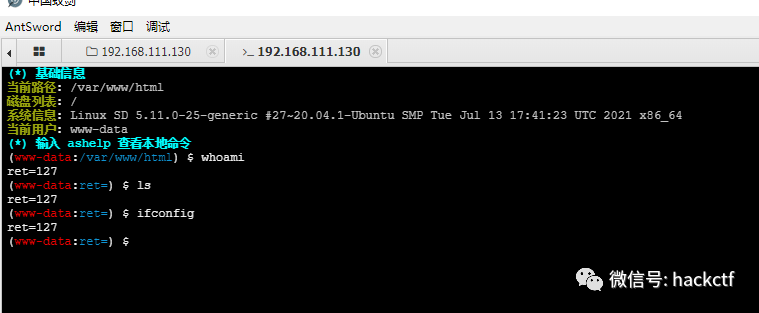 中国蚁剑
AntSword 编辑 窗口 调试
192.168.111.130 >_ 192.168.111.130
(*) 基础信息
当前路径: /var/www/html
磁盘列表: /
系统信息: Linux SD 5.11.0-25-generic #27~20.04.1-Ubuntu SMP Tue Jul 13 17:41:23 UTC 2021 x86_64
当前用户: www-data
(*) 输入 ashelp 查看本地命令
(www-data:/var/www/html) $ whoami
ret=127
(www-data:ret=) $ ls
ret=127
(www-data:ret=) $ ifconfig
ret=127
(www-data:ret=) $
微信号: hackctf